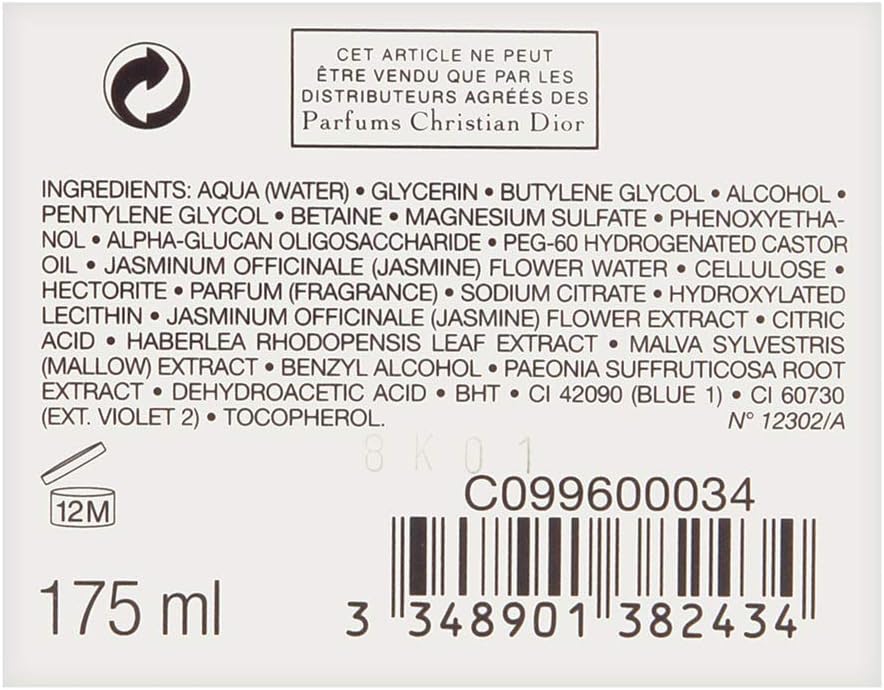 CET ARTICLE NE PEUT
ÊTRE VENDU QUE PAR LES
DISTRIBUTEURS AGRÉÉS DES
Parfums Christian Dior
INGREDIENTS: AQUA (WATER) • GLYCERIN • BUTYLENE GLYCOL • ALCOHOL •
PENTYLENE GLYCOL • BETAINE • MAGNESIUM SULFATE • PHENOXYETHA-
NOL • ALPHA-GLUCAN OLIGOSACCHARIDE • PEG-60 HYDROGENATED CASTOR
OIL • JASMINUM OFFICINALE (JASMINE) FLOWER WATER • CELLULOSE •
HECTORITE • PARFUM (FRAGRANCE) • SODIUM CITRATE • HYDROXYLATED
LECITHIN • JASMINUM OFFICINALE (JASMINE) FLOWER EXTRACT • CITRIC
ACID • HABERLEA RHODOPENSIS LEAF EXTRACT • MALVA SYLVESTRIS
(MALLOW) EXTRACT • BENZYL ALCOHOL • PAEONIA SUFFRUTICOSA ROOT
EXTRACT • DEHYDROACETIC ACID • BHT • CI 42090 (BLUE 1) • CI 60730
(EXT. VIOLET 2) • TOCOPHEROL. N° 12302/A
8K01
C099600034
12M
175 ml
3 348901 382434